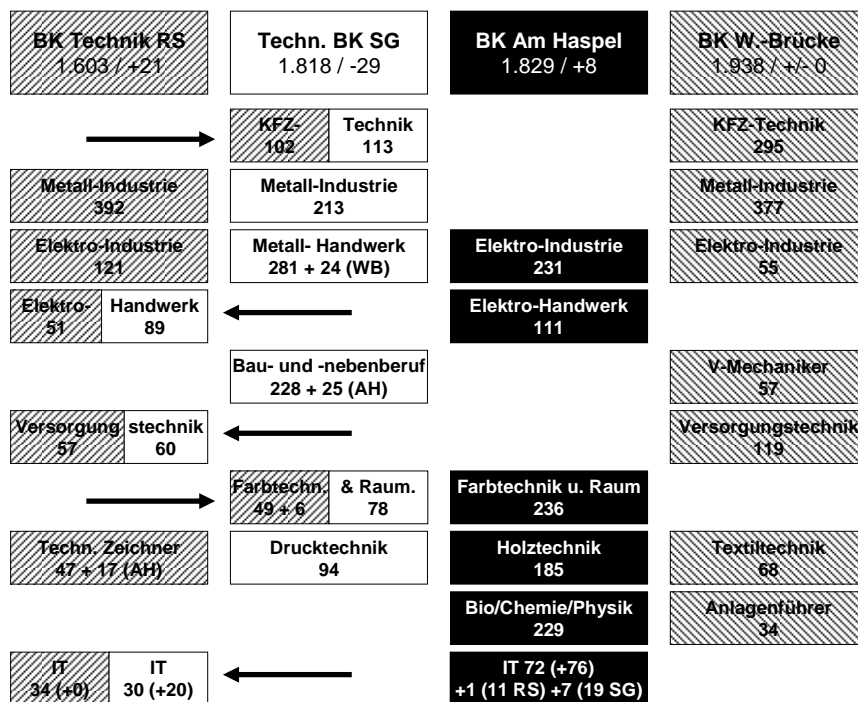 BK Technik RS
1.603 / +21
Techn. BK SG
1.818 / -29
BK Am Haspel
1.829 / +8
BK W.-Brücke
1.938 / +/- 0
KFZ-
102
Technik
113
KFZ-Technik
295
Metall-Industrie
392
Metall-Industrie
213
Metall-Industrie
377
Elektro-Industrie
121
Metall- Handwerk
281 + 24 (WB)
Elektro-Industrie
231
Elektro-Industrie
55
Elektro-
51
Handwerk
89
Elektro-Handwerk
111
Bau- und -nebenberuf
228 + 25 (AH)
V-Mechaniker
57
Versorgung
57
stechnik
60
Versorgungstechnik
119
Farbtechn.
49 + 6
& Raum.
78
Farbtechnik u. Raum
236
Techn. Zeichner
47 + 17 (AH)
Drucktechnik
94
Holztechnik
185
Textiltechnik
68
Bio/Chemie/Physik
229
Anlagenführer
34
IT
34 (+0)
IT
30 (+20)
IT 72 (+76)
+1 (11 RS) +7 (19 SG)